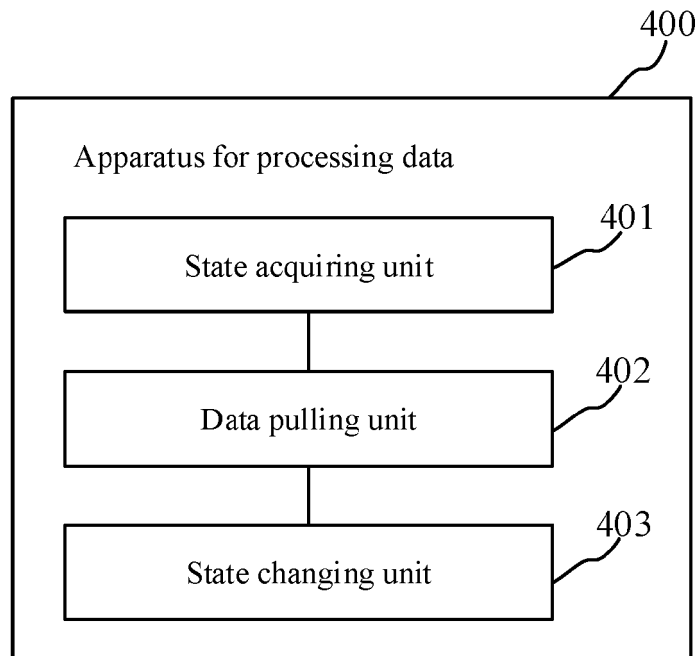 400
Apparatus for processing data
401
State acquiring unit
402
Data pulling unit
403
State changing unit